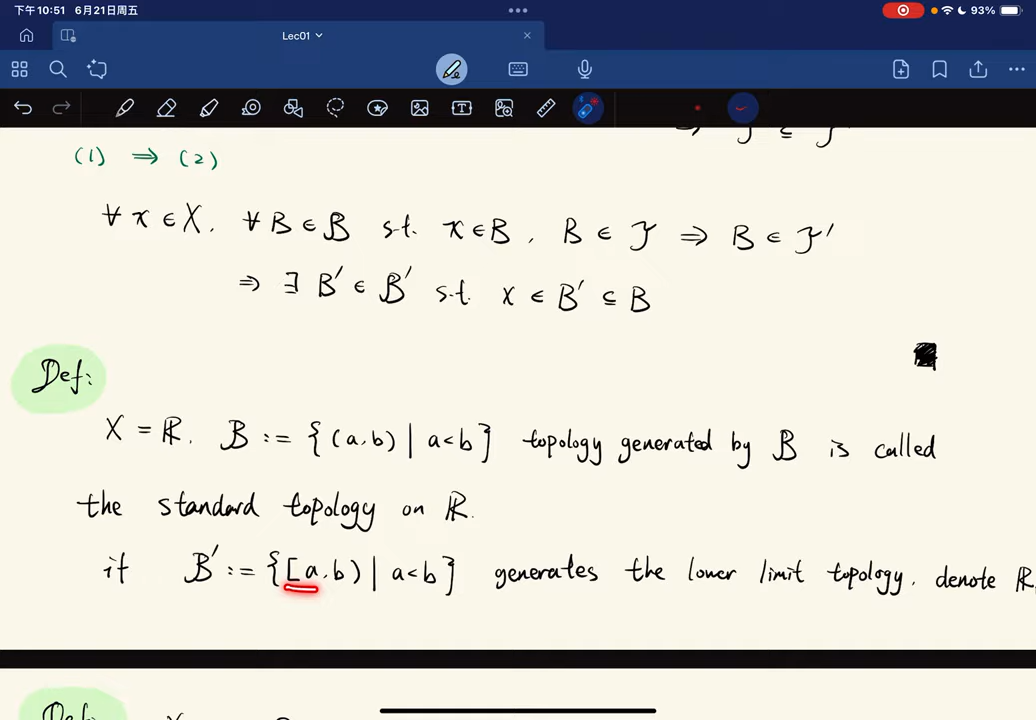 下午10:51 6月21日周五
93%
Lec01
(1) ⇒ (2)
∀ x ∈ X, ∀ B ∈ ℬ s.t. x ∈ B, B ∈ 𝒯 ⇒ B ∈ 𝒯'
⇒ ∃ B' ∈ ℬ' s.t. x ∈ B' ⊆ B
Def:
X = ℝ. ℬ := { (a,b) | a<b } topology generated by ℬ is called
the standard topology on ℝ.
if ℬ' := { [a,b) | a<b } generates the lower limit topology, denote ℝ
Def: